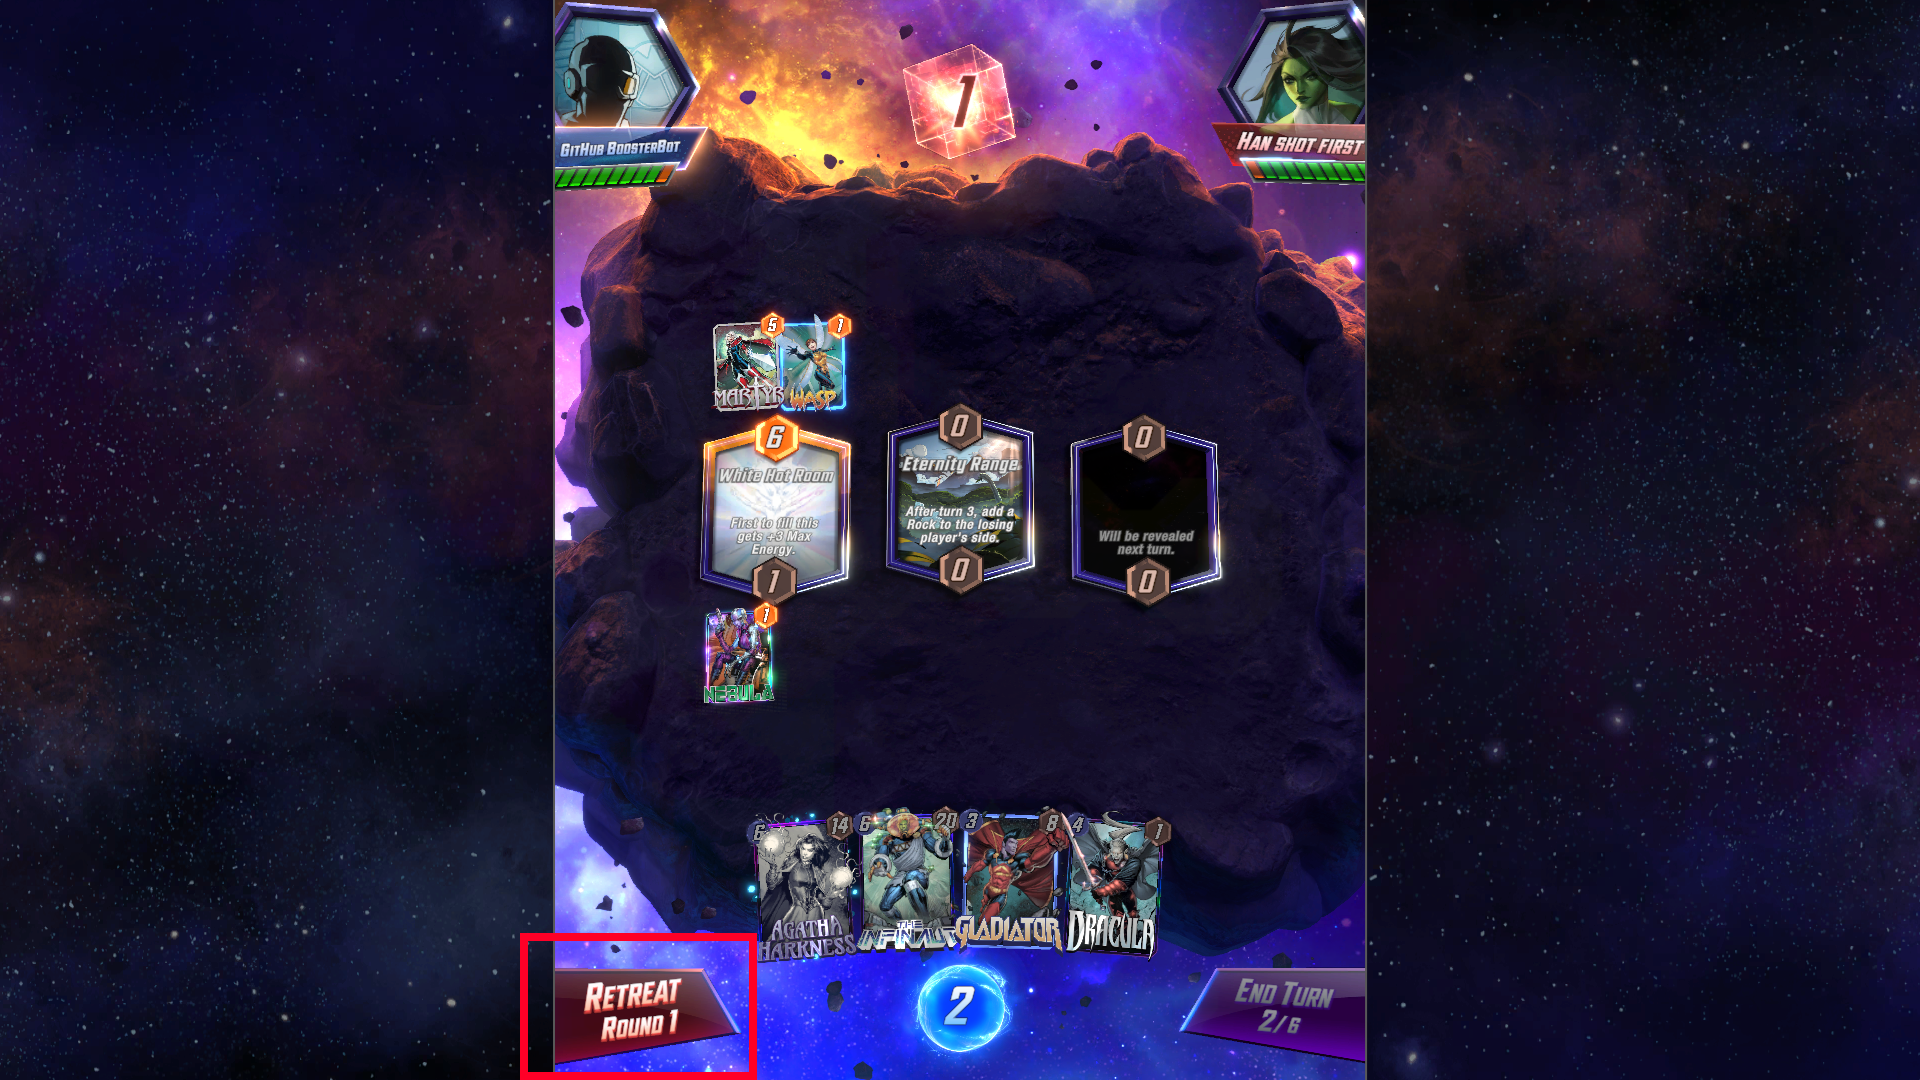 1
GITHUB BOOSTERBOT
HAN SHOT FIRST
5
1
MARTYR
WASP
6
0
0
White Hot Room
First to fill this
gets +3 Max
Energy.
Eternity Range
After turn 3, add a
Rock to the losing
player's side.
Will be revealed
next turn.
1
0
0
1
NEBULA
6
14
6
20
3
8
4
1
AGATHA
HARKNESS
THE
INFINAUT
GLADIATOR
DRACULA
RETREAT
ROUND 1
2
END TURN
2/6